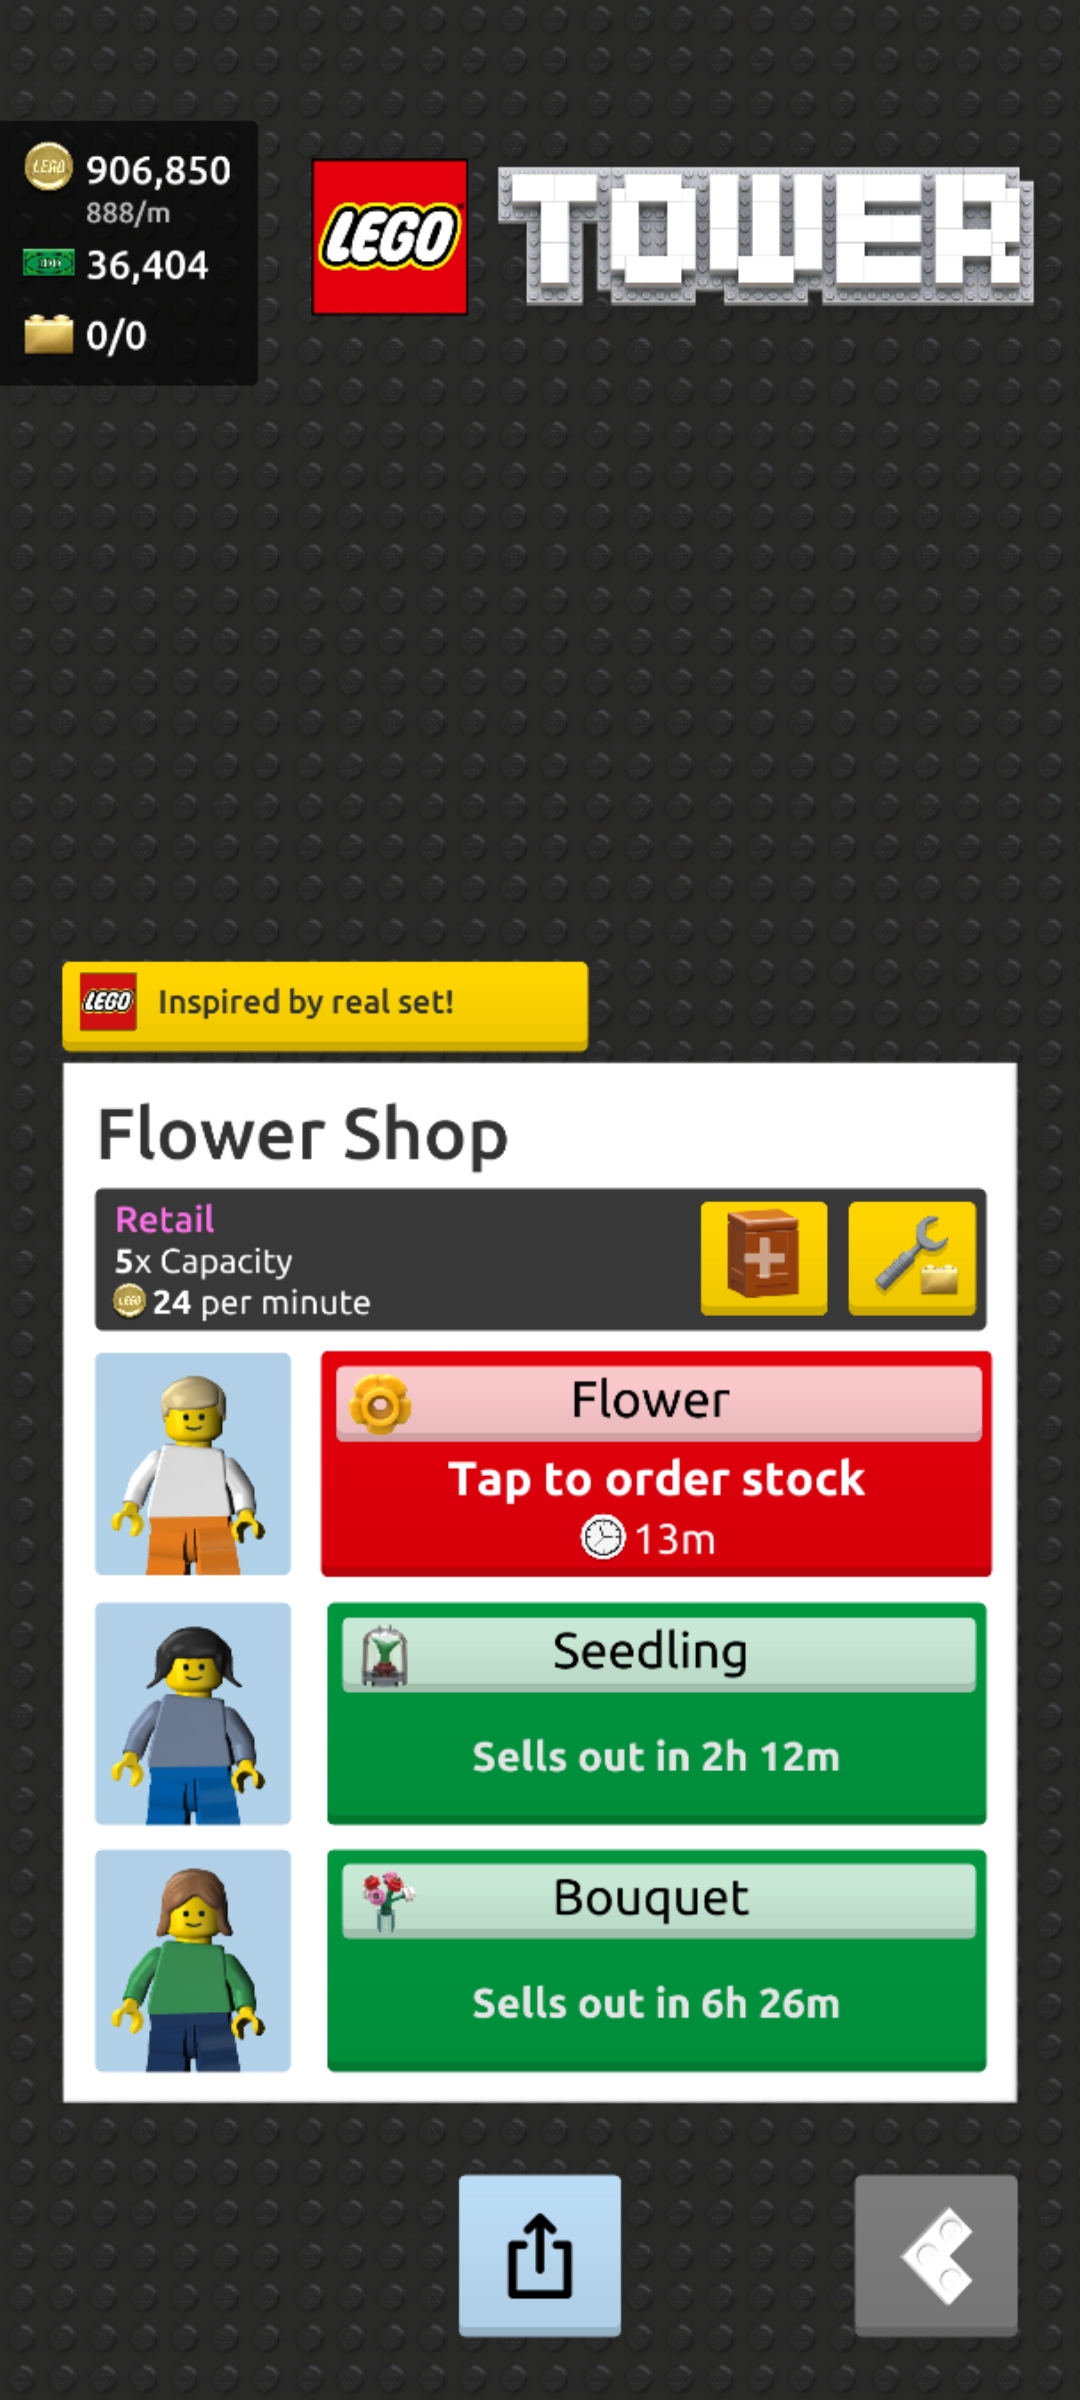 906,850
888/m
36,404
0/0
LEGO TOWER
LEGO Inspired by real set!
Flower Shop
Retail
5x Capacity
24 per minute
Flower
Tap to order stock
13m
Seedling
Sells out in 2h 12m
Bouquet
Sells out in 6h 26m